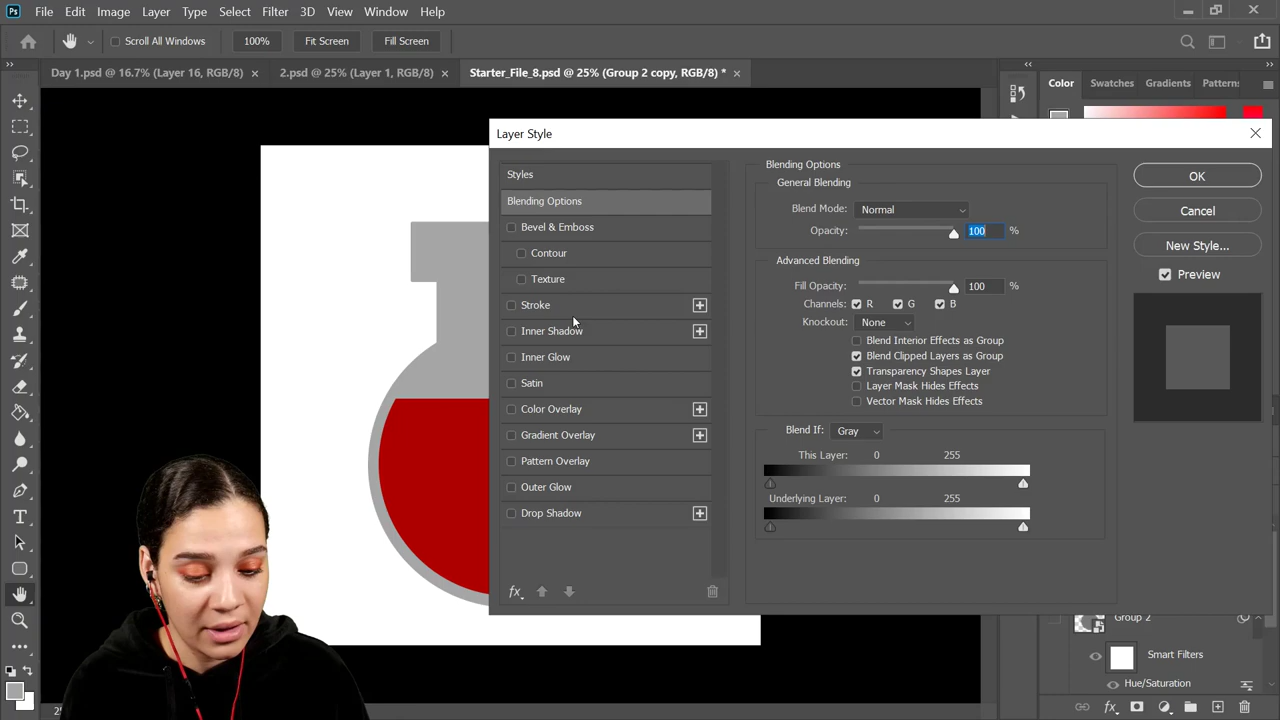 Ps File Edit Image Layer Type Select Filter 3D View Window Help
Scroll All Windows 100% Fit Screen Fill Screen
Day 1.psd @ 16.7% (Layer 16, RGB/8) × 2.psd @ 25% (Layer 1, RGB/8) × Starter_File_8.psd @ 25% (Group 2 copy, RGB/8) * ×
Color Swatches Gradients Pattern
Layer Style
Styles
Blending Options
Bevel & Emboss
Contour
Texture
Stroke
Inner Shadow
Inner Glow
Satin
Color Overlay
Gradient Overlay
Pattern Overlay
Outer Glow
Drop Shadow
fx
Blending Options
General Blending
Blend Mode: Normal
Opacity: 100 %
Advanced Blending
Fill Opacity: 100 %
Channels: R G B
Knockout: None
Blend Interior Effects as Group
Blend Clipped Layers as Group
Transparency Shapes Layer
Layer Mask Hides Effects
Vector Mask Hides Effects
Blend If: Gray
This Layer: 0 255
Underlying Layer: 0 255
OK
Cancel
New Style...
Preview
Group 2
Smart Filters
Hue/Saturation
fx